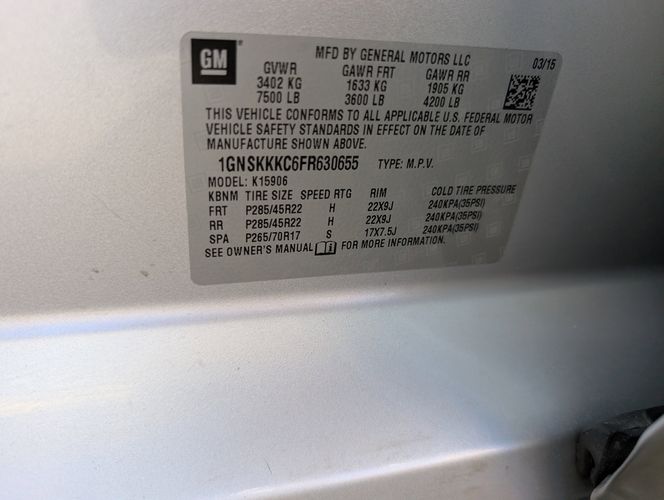 GM
MFD BY GENERAL MOTORS LLC
03/15
GVWR GAWR FRT GAWR RR
3402 KG 1633 KG 1905 KG
7500 LB 3600 LB 4200 LB
THIS VEHICLE CONFORMS TO ALL APPLICABLE U.S. FEDERAL MOTOR
VEHICLE SAFETY STANDARDS IN EFFECT ON THE DATE OF
MANUFACTURE SHOWN ABOVE.
1GNSKKKC6FR630655 TYPE: M.P.V.
MODEL: K15906
KBNM TIRE SIZE SPEED RTG RIM COLD TIRE PRESSURE
FRT P285/45R22 H 22X9J 240KPA(35PSI)
RR P285/45R22 H 22X9J 240KPA(35PSI)
SPA P265/70R17 S 17X7.5J 240KPA(35PSI)
SEE OWNER'S MANUAL i FOR MORE INFORMATION.